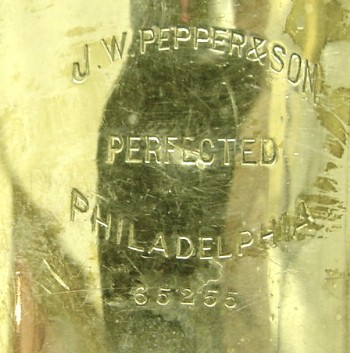 J.W. PEPPER & SON
PERFECTED
PHILADELPHIA
65255